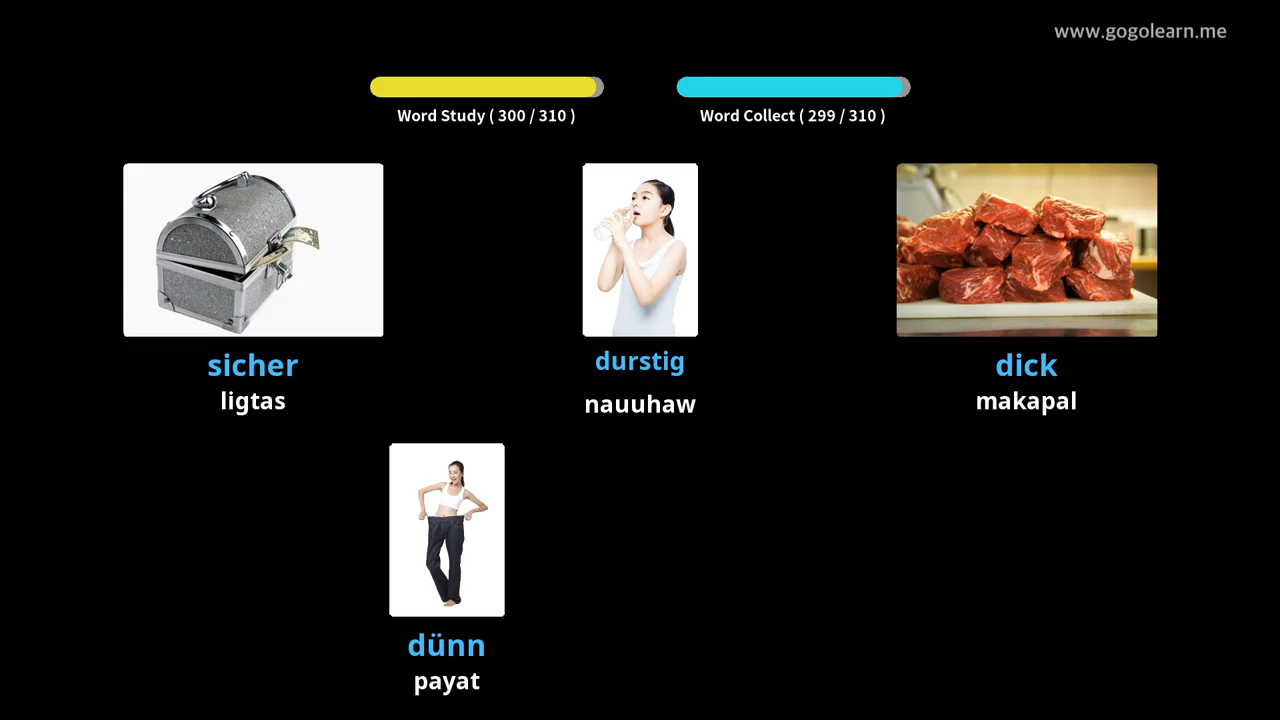 www.gogolearn.me
Word Study ( 300 / 310 )
Word Collect ( 299 / 310 )
sicher
ligtas
durstig
nauuhaw
dick
makapal
dünn
payat